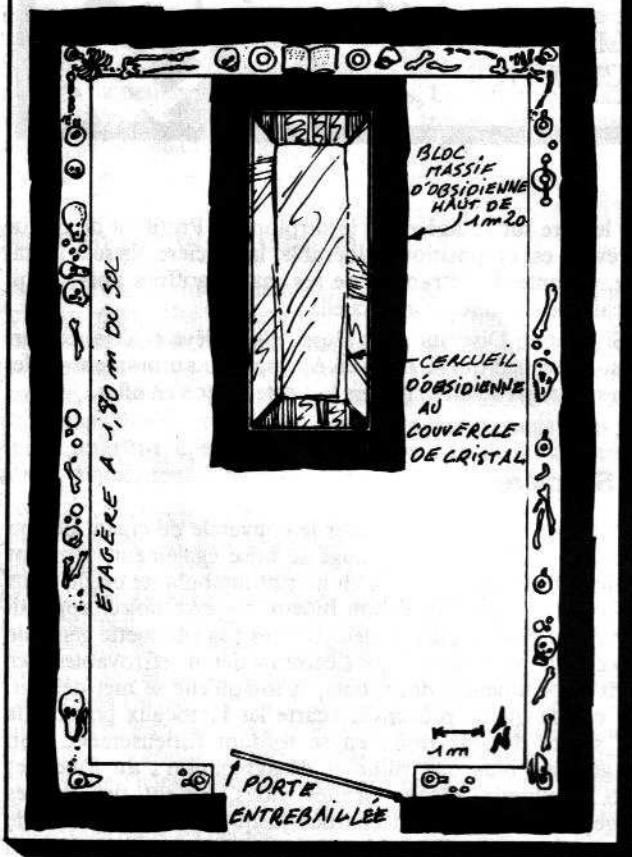 BLOC
MASSIF
D'OBSIDIENNE
HAUT DE
1m20
CERCUEIL
D'OBSIDIENNE
AU
COUVERCLE
DE CRISTAL
ÉTAGÈRE A 1,80 m DU SOL
1m
N
PORTE
ENTREBAILLÉE